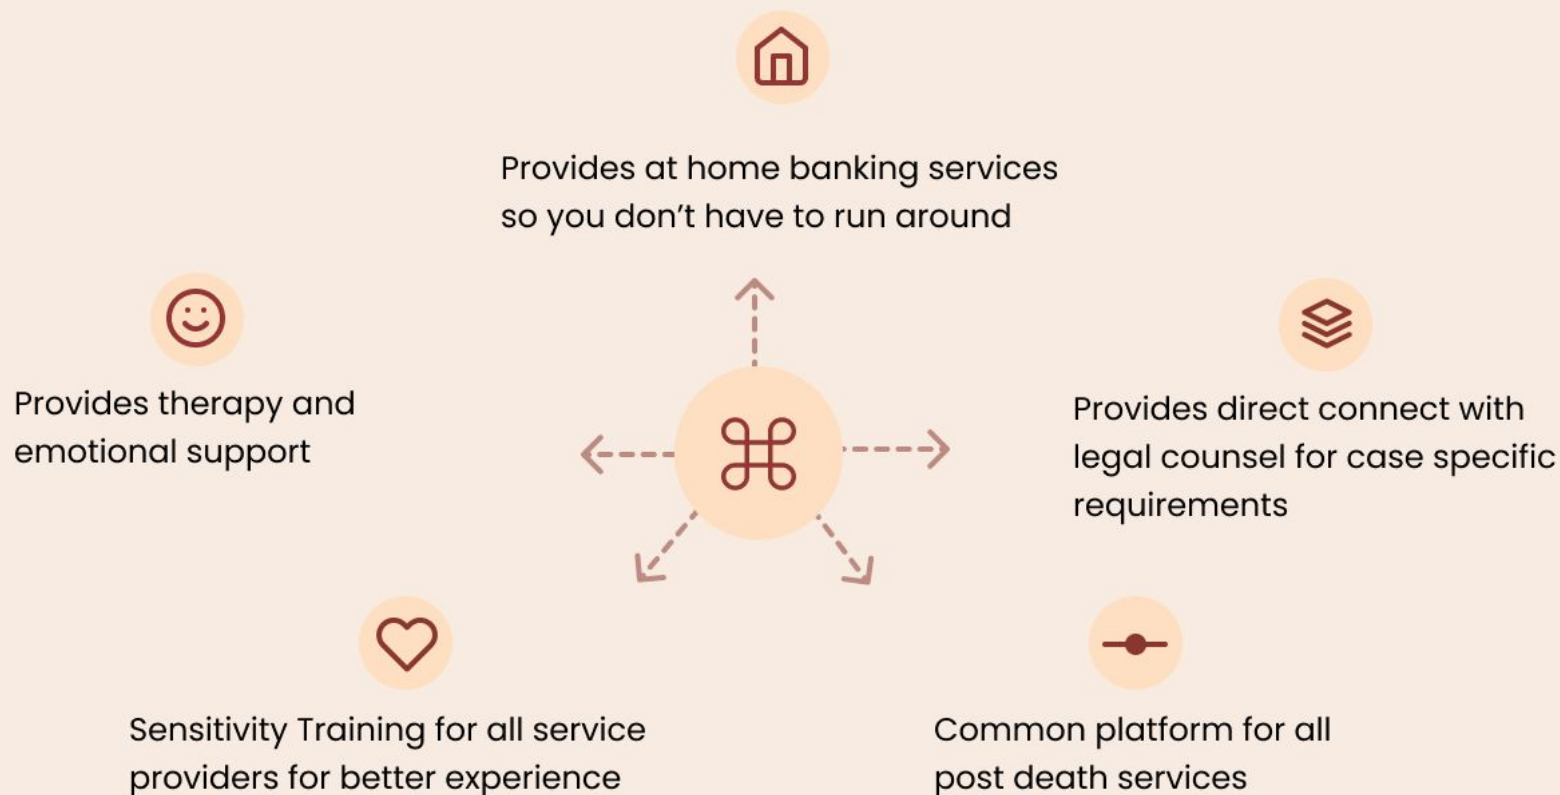 Provides at home banking services
so you don’t have to run around
Provides therapy and
emotional support
Provides direct connect with
legal counsel for case specific
requirements
Sensitivity Training for all service
providers for better experience
Common platform for all
post death services